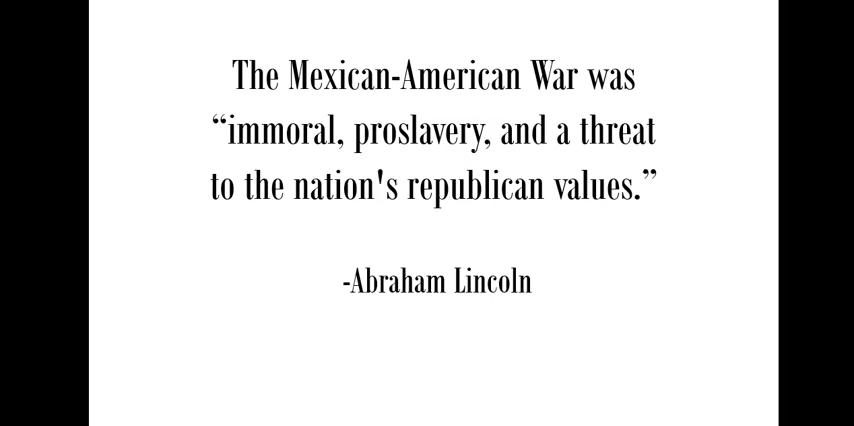 The Mexican-American War was
“immoral, proslavery, and a threat
to the nation's republican values.”
-Abraham Lincoln